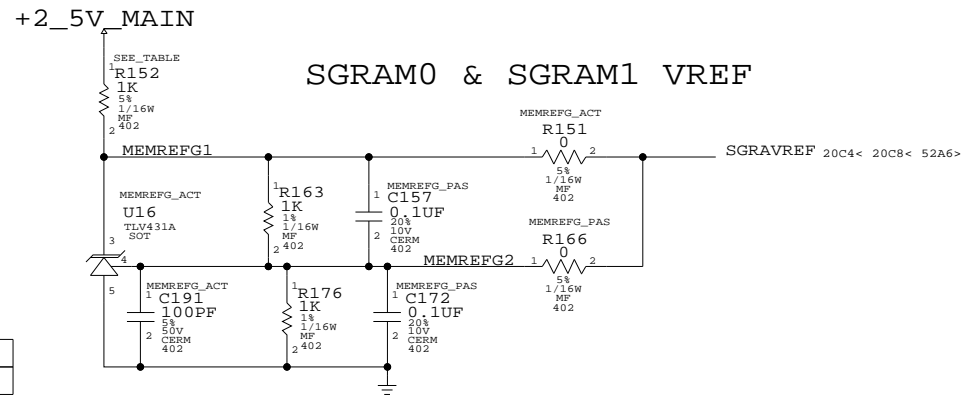 +2_5V_MAIN
SGRAM0 & SGRAM1 VREF
SEE_TABLE
1
R152
1K
5%
1/16W
MF
402
2
MEMREFG1
MEMREFG_ACT
R151
0
1
2
5%
1/16W
MF
402
SGRAVREF 20C4< 20C8< 52A6>
MEMREFG_ACT
U16
TLV431A
SOT
3
4
5
1
R163
1K
1%
1/16W
MF
402
2
MEMREFG_PAS
1
C157
0.1UF
20%
10V
CERM
402
2
MEMREFG_PAS
R166
0
1
2
5%
1/16W
MF
402
MEMREFG2
MEMREFG_ACT
1
C191
100PF
5%
50V
CERM
402
2
1
R176
1K
1%
1/16W
MF
402
2
MEMREFG_PAS
1
C172
0.1UF
20%
10V
CERM
402
2